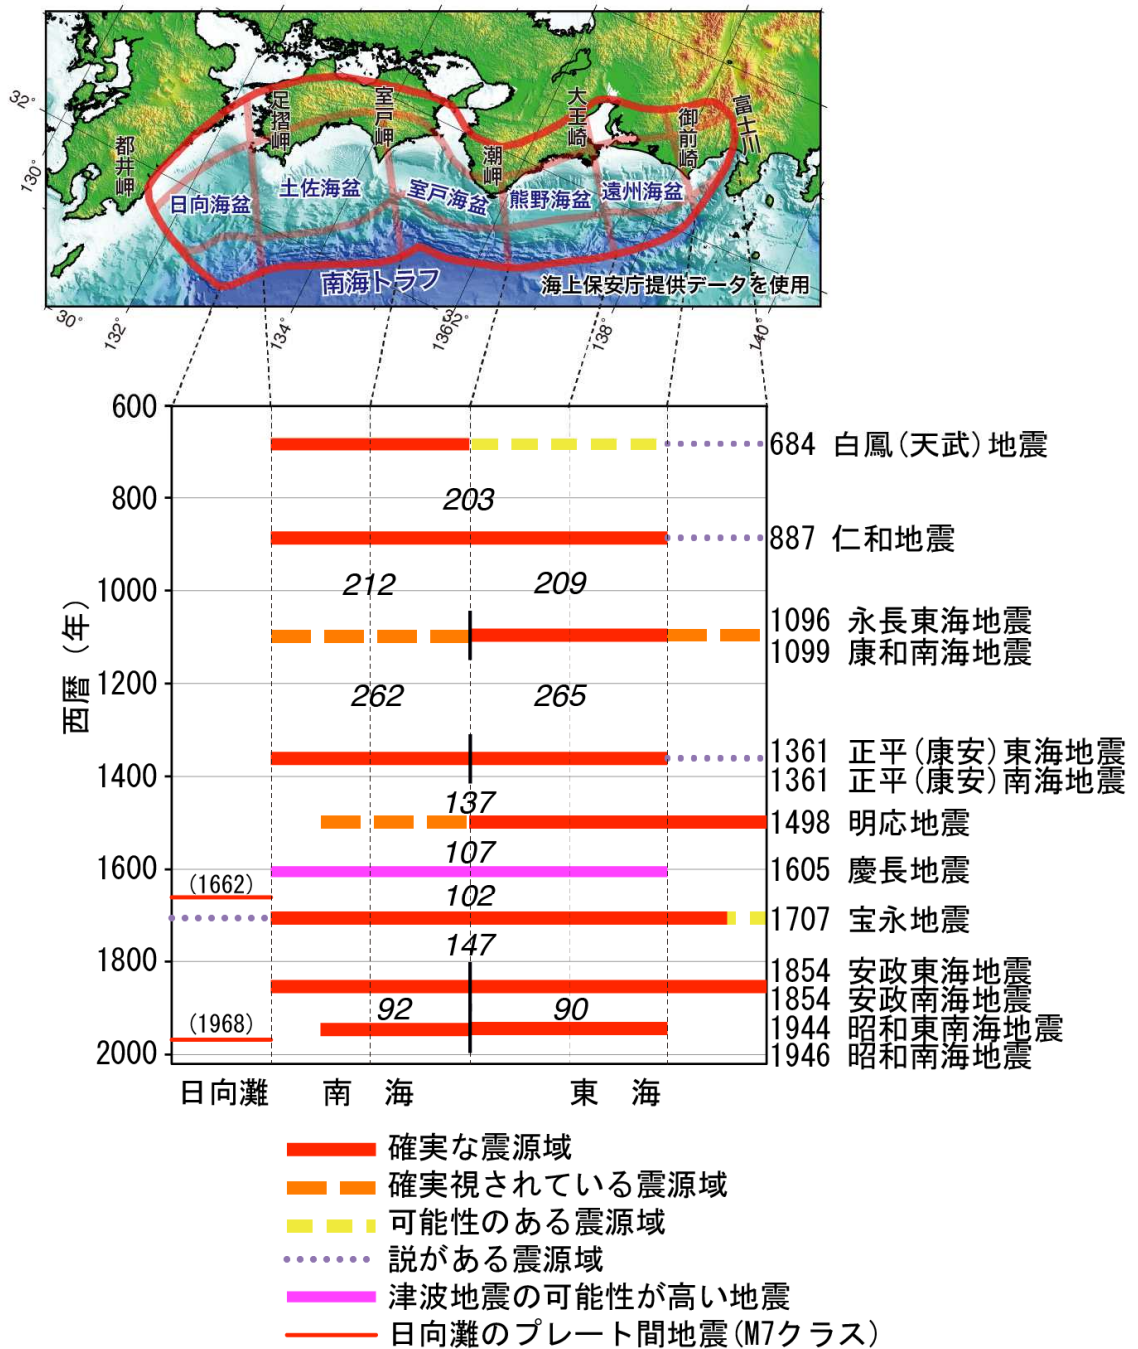 足摺岬
室戸岬
大王崎
御前崎
富士川
都井岬
潮岬
32°
130°
日向海盆
土佐海盆
室戸海盆
熊野海盆
遠州海盆
南海トラフ
海上保安庁提供データを使用
30°
132°
134°
136°
32°
138°
140°
西暦（年）
600
684 白鳳(天武)地震
203
800
887 仁和地震
212
209
1000
1096 永長東海地震
1099 康和南海地震
1200
262
265
1361 正平(康安)東海地震
1361 正平(康安)南海地震
1400
137
1498 明応地震
107
1600
1605 慶長地震
(1662)
102
1707 宝永地震
147
1800
1854 安政東海地震
1854 安政南海地震
92
90
(1968)
1944 昭和東南海地震
1946 昭和南海地震
2000
日向灘
南 海
東 海
確実な震源域
確実視されている震源域
可能性のある震源域
説がある震源域
津波地震の可能性が高い地震
日向灘のプレート間地震(M7クラス)